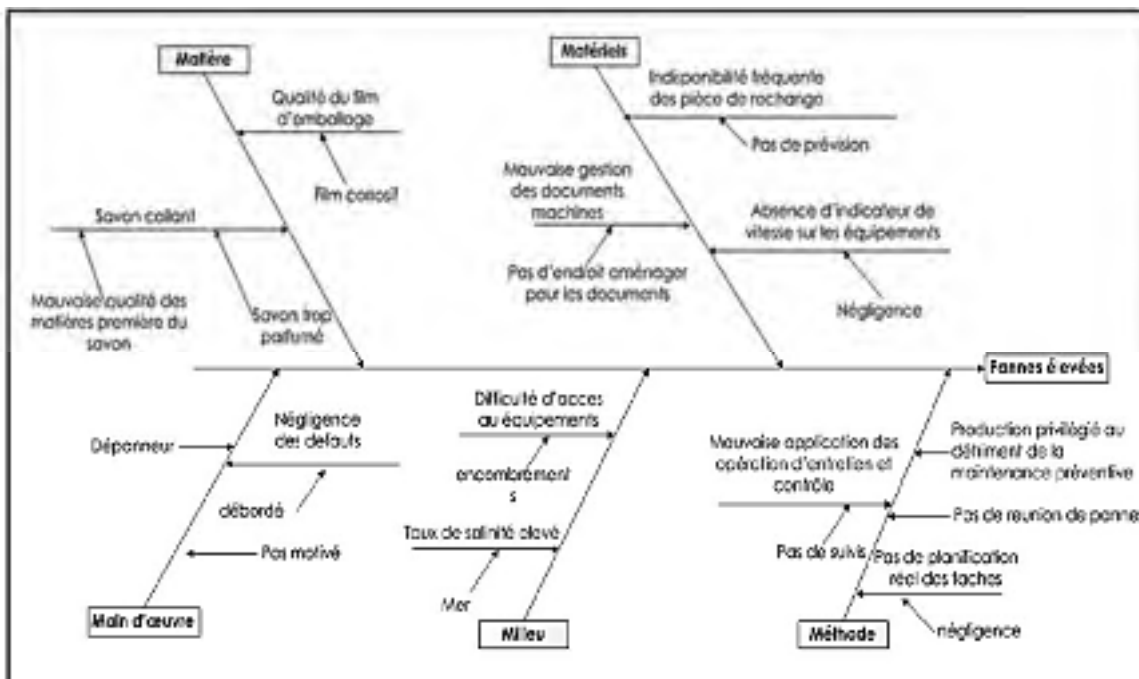 Matière
Matériels
Qualité du film
d'emballage
Film corrosif
Savon collant
Mauvaise qualité des
matières première du
savon
Savon trop
parfumé
Indisponibilité fréquente
des pièce de rechange
Pas de prévision
Mauvaise gestion
des documents
machines
Pas d'endroit aménager
pour les documents
Absence d'indicateur de
vitesse sur les équipements
Négligence
Pannes élevées
Dépanneur
Négligence
des defauts
débordé
Pas motivé
Main d'œuvre
Difficulté d'acces
au équipements
encombrement
s
Taux de salinité elevé
Mer
Milieu
Mauvaise application des
opération d'entretien et
contrôle
Pas de suivis
Production privilégié au
détriment de la
maintenance préventive
Pas de reunion de panne
Pas de planification
réel des taches
négligence
Méthode